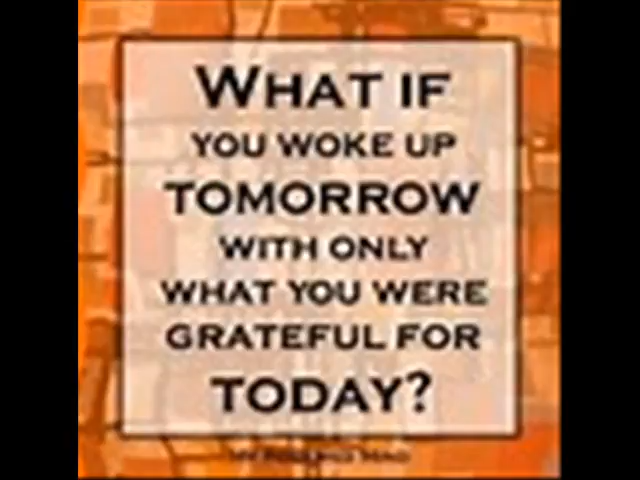 WHAT IF
YOU WOKE UP
TOMORROW
WITH ONLY
WHAT YOU WERE
GRATEFUL FOR
TODAY?